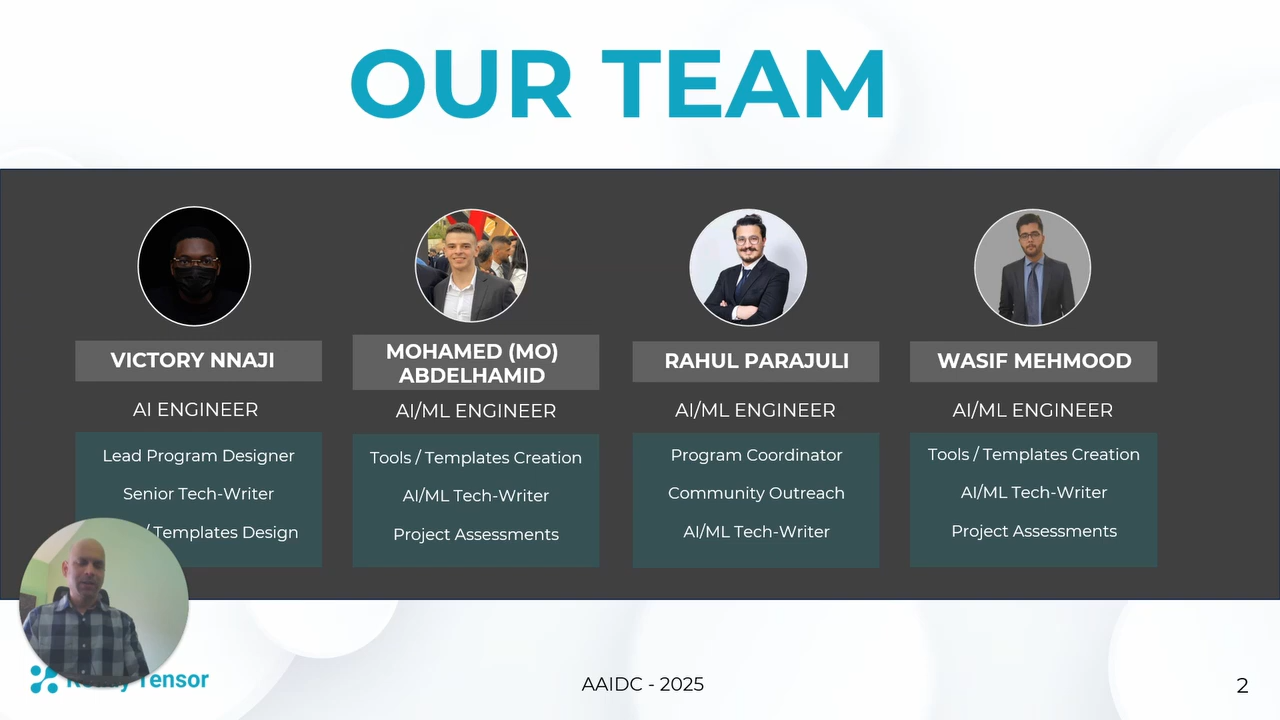 OUR TEAM
VICTORY NNAJI
AI ENGINEER
Lead Program Designer
Senior Tech-Writer
/ Templates Design
MOHAMED (MO)
ABDELHAMID
AI/ML ENGINEER
Tools / Templates Creation
AI/ML Tech-Writer
Project Assessments
RAHUL PARAJULI
AI/ML ENGINEER
Program Coordinator
Community Outreach
AI/ML Tech-Writer
WASIF MEHMOOD
AI/ML ENGINEER
Tools / Templates Creation
AI/ML Tech-Writer
Project Assessments
Tensor
AAIDC - 2025
2